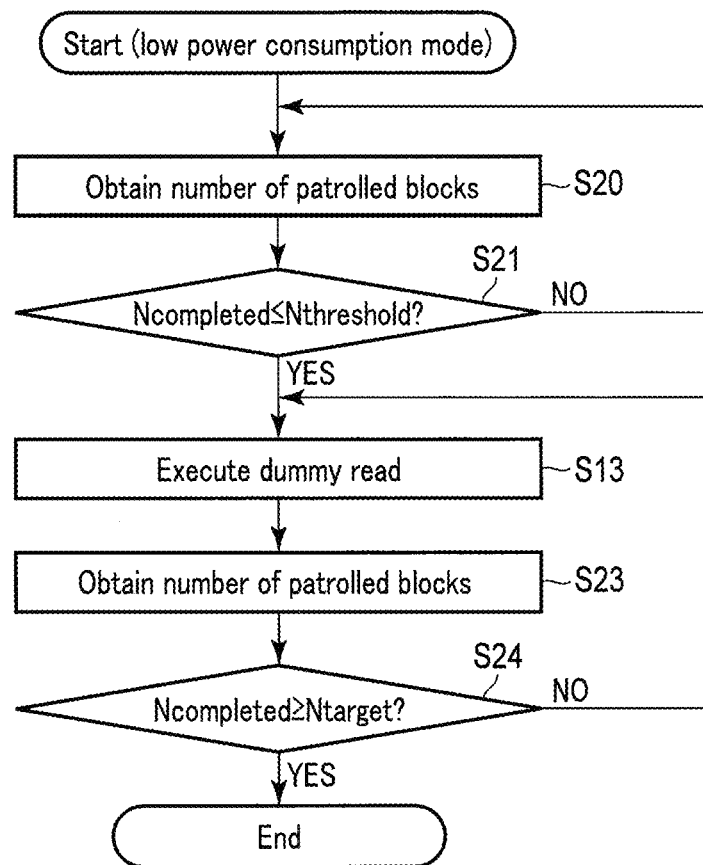 Start (low power consumption mode)
Obtain number of patrolled blocks
S20
S21
Ncompleted≤Nthreshold?
NO
YES
Execute dummy read
S13
Obtain number of patrolled blocks
S23
S24
Ncompleted≥Ntarget?
NO
YES
End